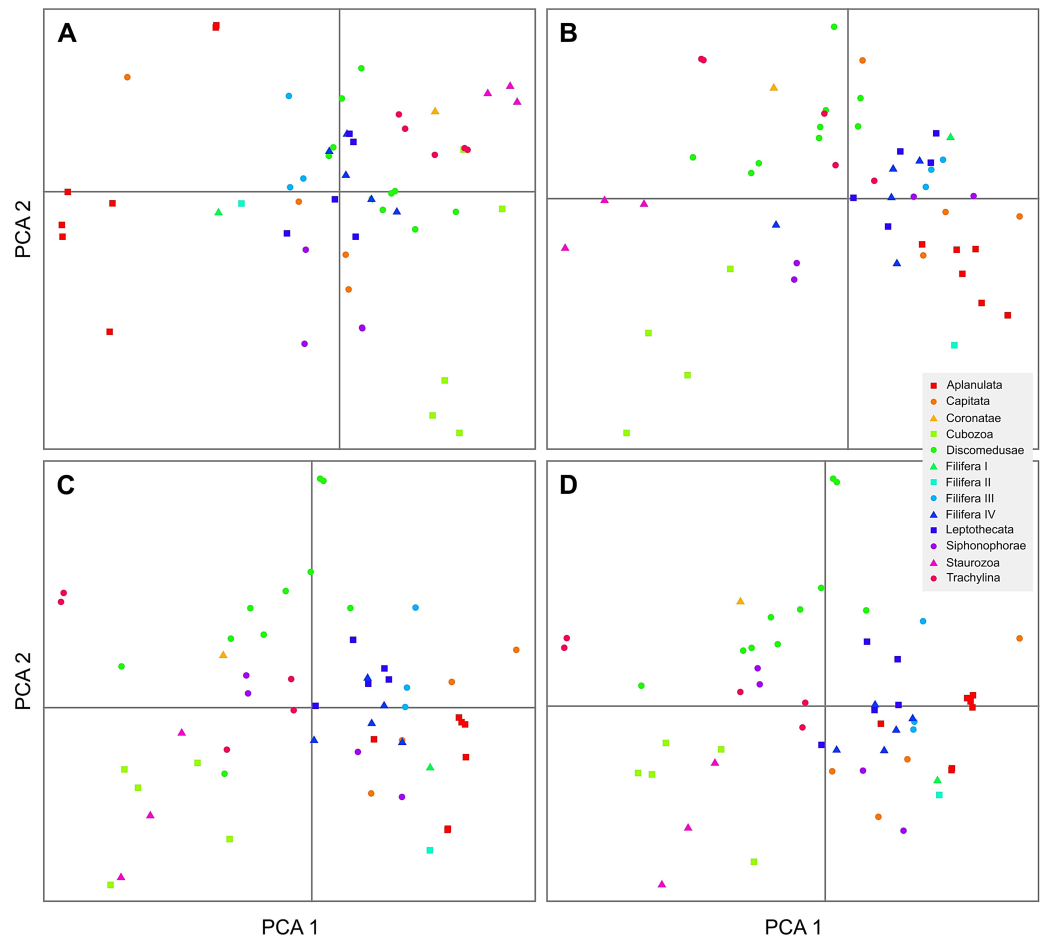 A
B
PCA 2
Aplanulata
Capitata
Coronatae
Cubozoa
Discomedusae
Filifera I
Filifera II
Filifera III
Filifera IV
Leptothecata
Siphonophorae
Staurozoa
Trachylina
C
D
PCA 2
PCA 1
PCA 1